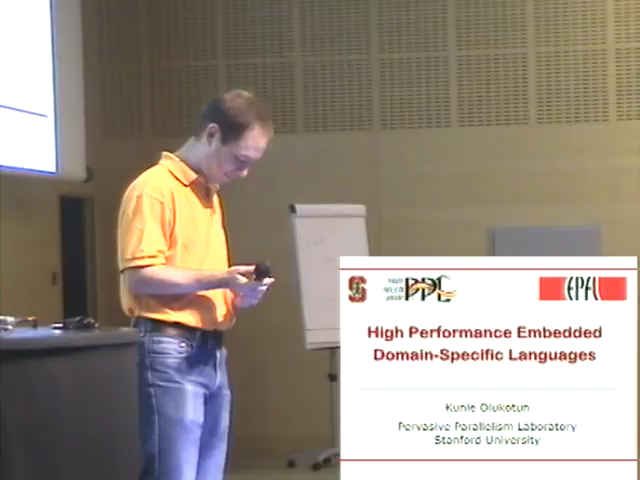 S PPL EPFL
High Performance Embedded
Domain-Specific Languages
Kunle Olukotun
Pervasive Parallelism Laboratory
Stanford University